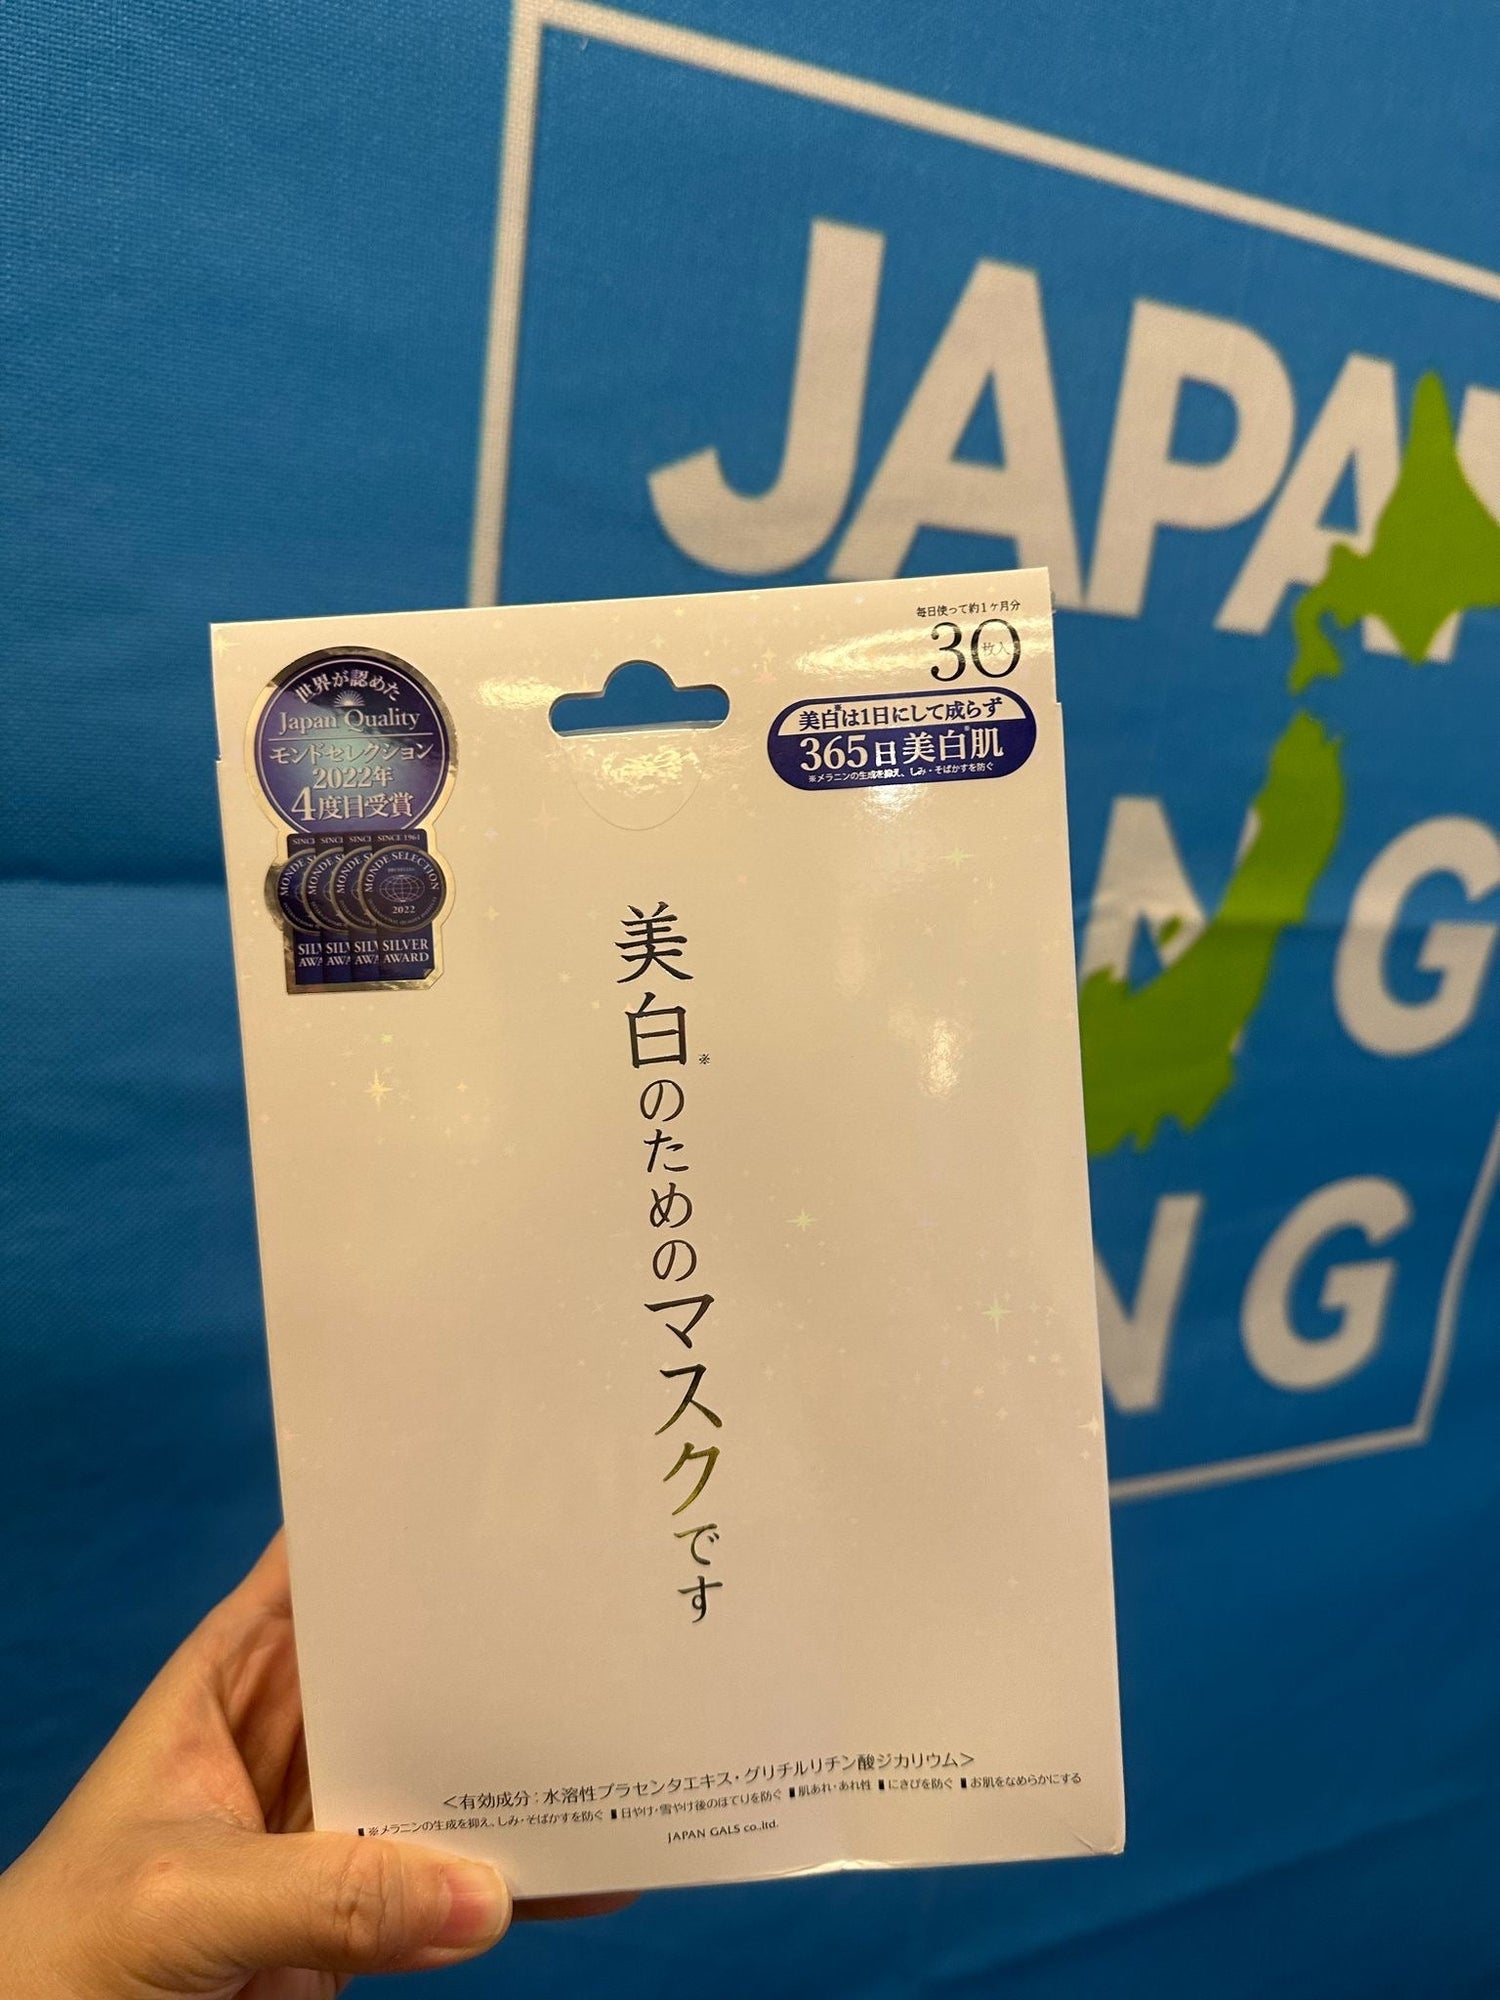 JAPAN
N G
NG
毎日使って約1ヶ月分
30枚入
美白※は1日にして成らず
365日美白※肌
※メラニンの生成を抑え、しみ・そばかすを防ぐ
世界が認めた
Japan Quality
モンドセレクション
2022年
4度目受賞
SINCE 1961
MONDE SELECTION
BRUXELLES
2022
SILVER
AWARD
美白※のためのマスクです
<有効成分：水溶性プラセンタエキス・グリチルリチン酸ジカリウム>
▮※メラニンの生成を抑え、しみ・そばかすを防ぐ ▮日やけ・雪やけ後のほてりを防ぐ ▮肌あれ・あれ性 ▮にきびを防ぐ ▮お肌をなめらかにする
JAPAN GALS co.,ltd.